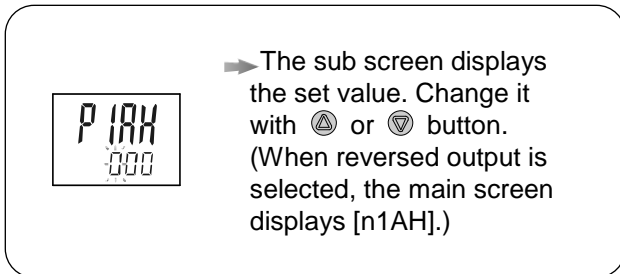 The sub screen displays
the set value. Change it
with or button.
(When reversed output is
selected, the main screen
displays [n1AH].)
P1AH
000